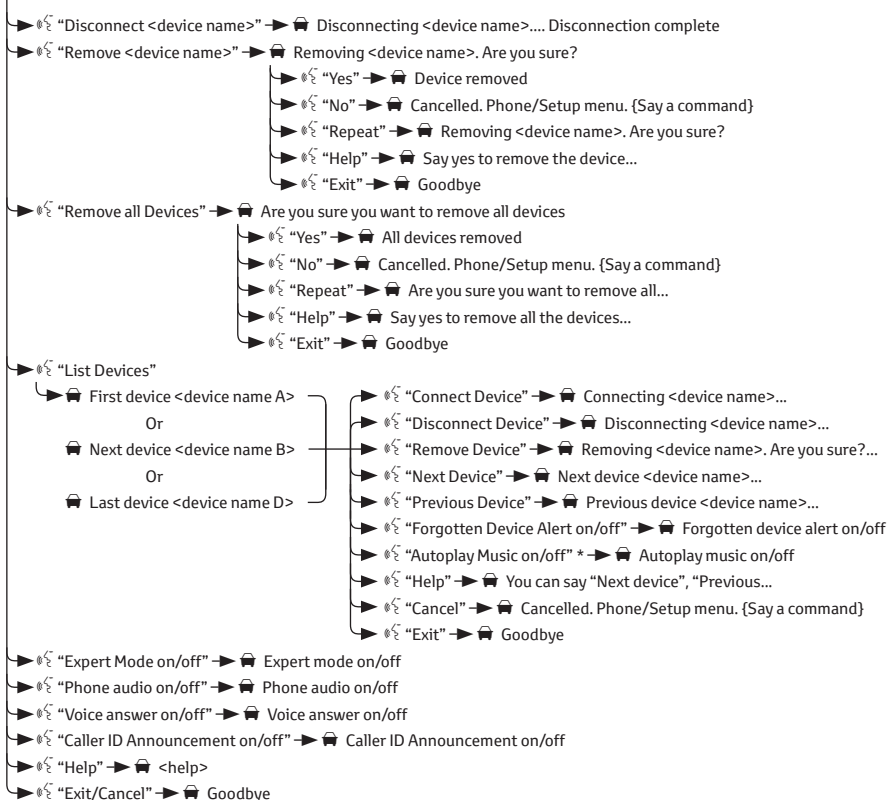 “Disconnect <device name>” Disconnecting <device name>.... Disconnection complete
“Remove <device name>” Removing <device name>. Are you sure?
“Yes” Device removed
“No” Cancelled. Phone/Setup menu. {Say a command}
“Repeat” Removing <device name>. Are you sure?
“Help” Say yes to remove the device...
“Exit” Goodbye
“Remove all Devices” Are you sure you want to remove all devices
“Yes” All devices removed
“No” Cancelled. Phone/Setup menu. {Say a command}
“Repeat” Are you sure you want to remove all...
“Help” Say yes to remove all the devices...
“Exit” Goodbye
“List Devices”
First device <device name A>
Or
Next device <device name B>
Or
Last device <device name D>
“Connect Device” Connecting <device name>...
“Disconnect Device” Disconnecting <device name>...
“Remove Device” Removing <device name>. Are you sure?...
“Next Device” Next device <device name>...
“Previous Device” Previous device <device name>...
“Forgotten Device Alert on/off” Forgotten device alert on/off
“Autoplay Music on/off” * Autoplay music on/off
“Help” You can say “Next device”, “Previous...
“Cancel” Cancelled. Phone/Setup menu. {Say a command}
“Exit” Goodbye
“Expert Mode on/off” Expert mode on/off
“Phone audio on/off” Phone audio on/off
“Voice answer on/off” Voice answer on/off
“Caller ID Announcement on/off” Caller ID Announcement on/off
“Help” <help>
“Exit/Cancel” Goodbye